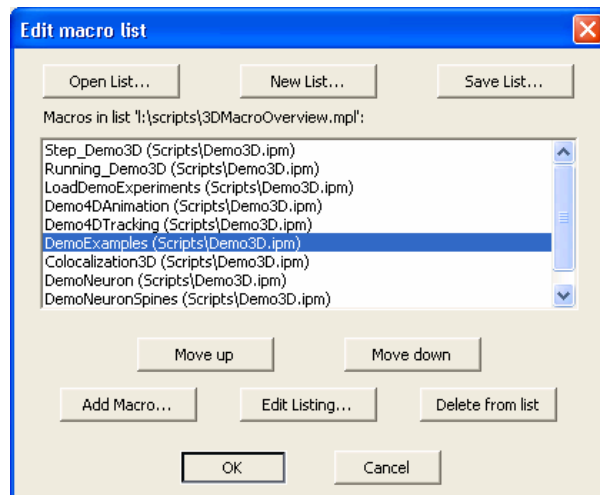 Edit macro list
Open List... New List... Save List...
Macros in list 'I:\scripts\3DMacroOverview.mpl':
Step_Demo3D (Scripts\Demo3D.ipm)
Running_Demo3D (Scripts\Demo3D.ipm)
LoadDemoExperiments (Scripts\Demo3D.ipm)
Demo4DAnimation (Scripts\Demo3D.ipm)
Demo4DTracking (Scripts\Demo3D.ipm)
DemoExamples (Scripts\Demo3D.ipm)
Colocalization3D (Scripts\Demo3D.ipm)
DemoNeuron (Scripts\Demo3D.ipm)
DemoNeuronSpines (Scripts\Demo3D.ipm)
Move up Move down
Add Macro... Edit Listing... Delete from list
OK Cancel